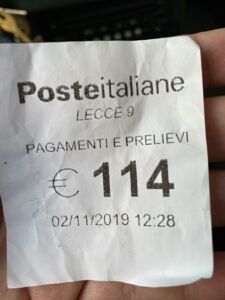 Posteitaliane
LECCE 9
PAGAMENTI E PRELIEVI
€ 114
02/11/2019 12:28